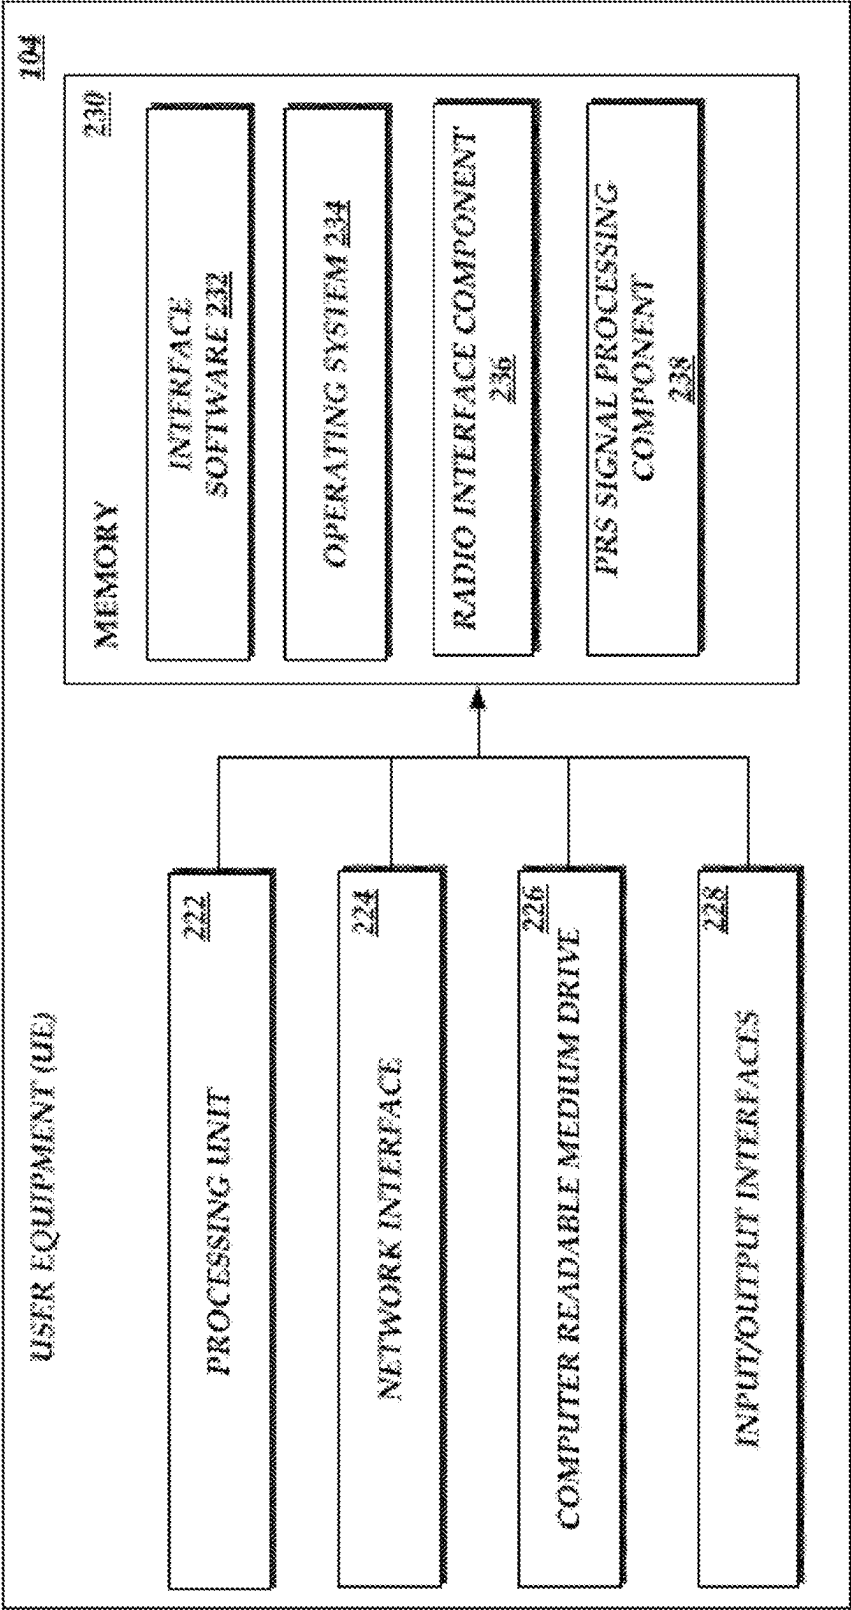 USER EQUIPMENT (UE)
104
PROCESSING UNIT
222
NETWORK INTERFACE
224
COMPUTER READABLE MEDIUM DRIVE
226
INPUT/OUTPUT INTERFACES
228
MEMORY
230
INTERFACE
SOFTWARE 232
OPERATING SYSTEM 234
RADIO INTERFACE COMPONENT
236
PRS SIGNAL PROCESSING
COMPONENT
238